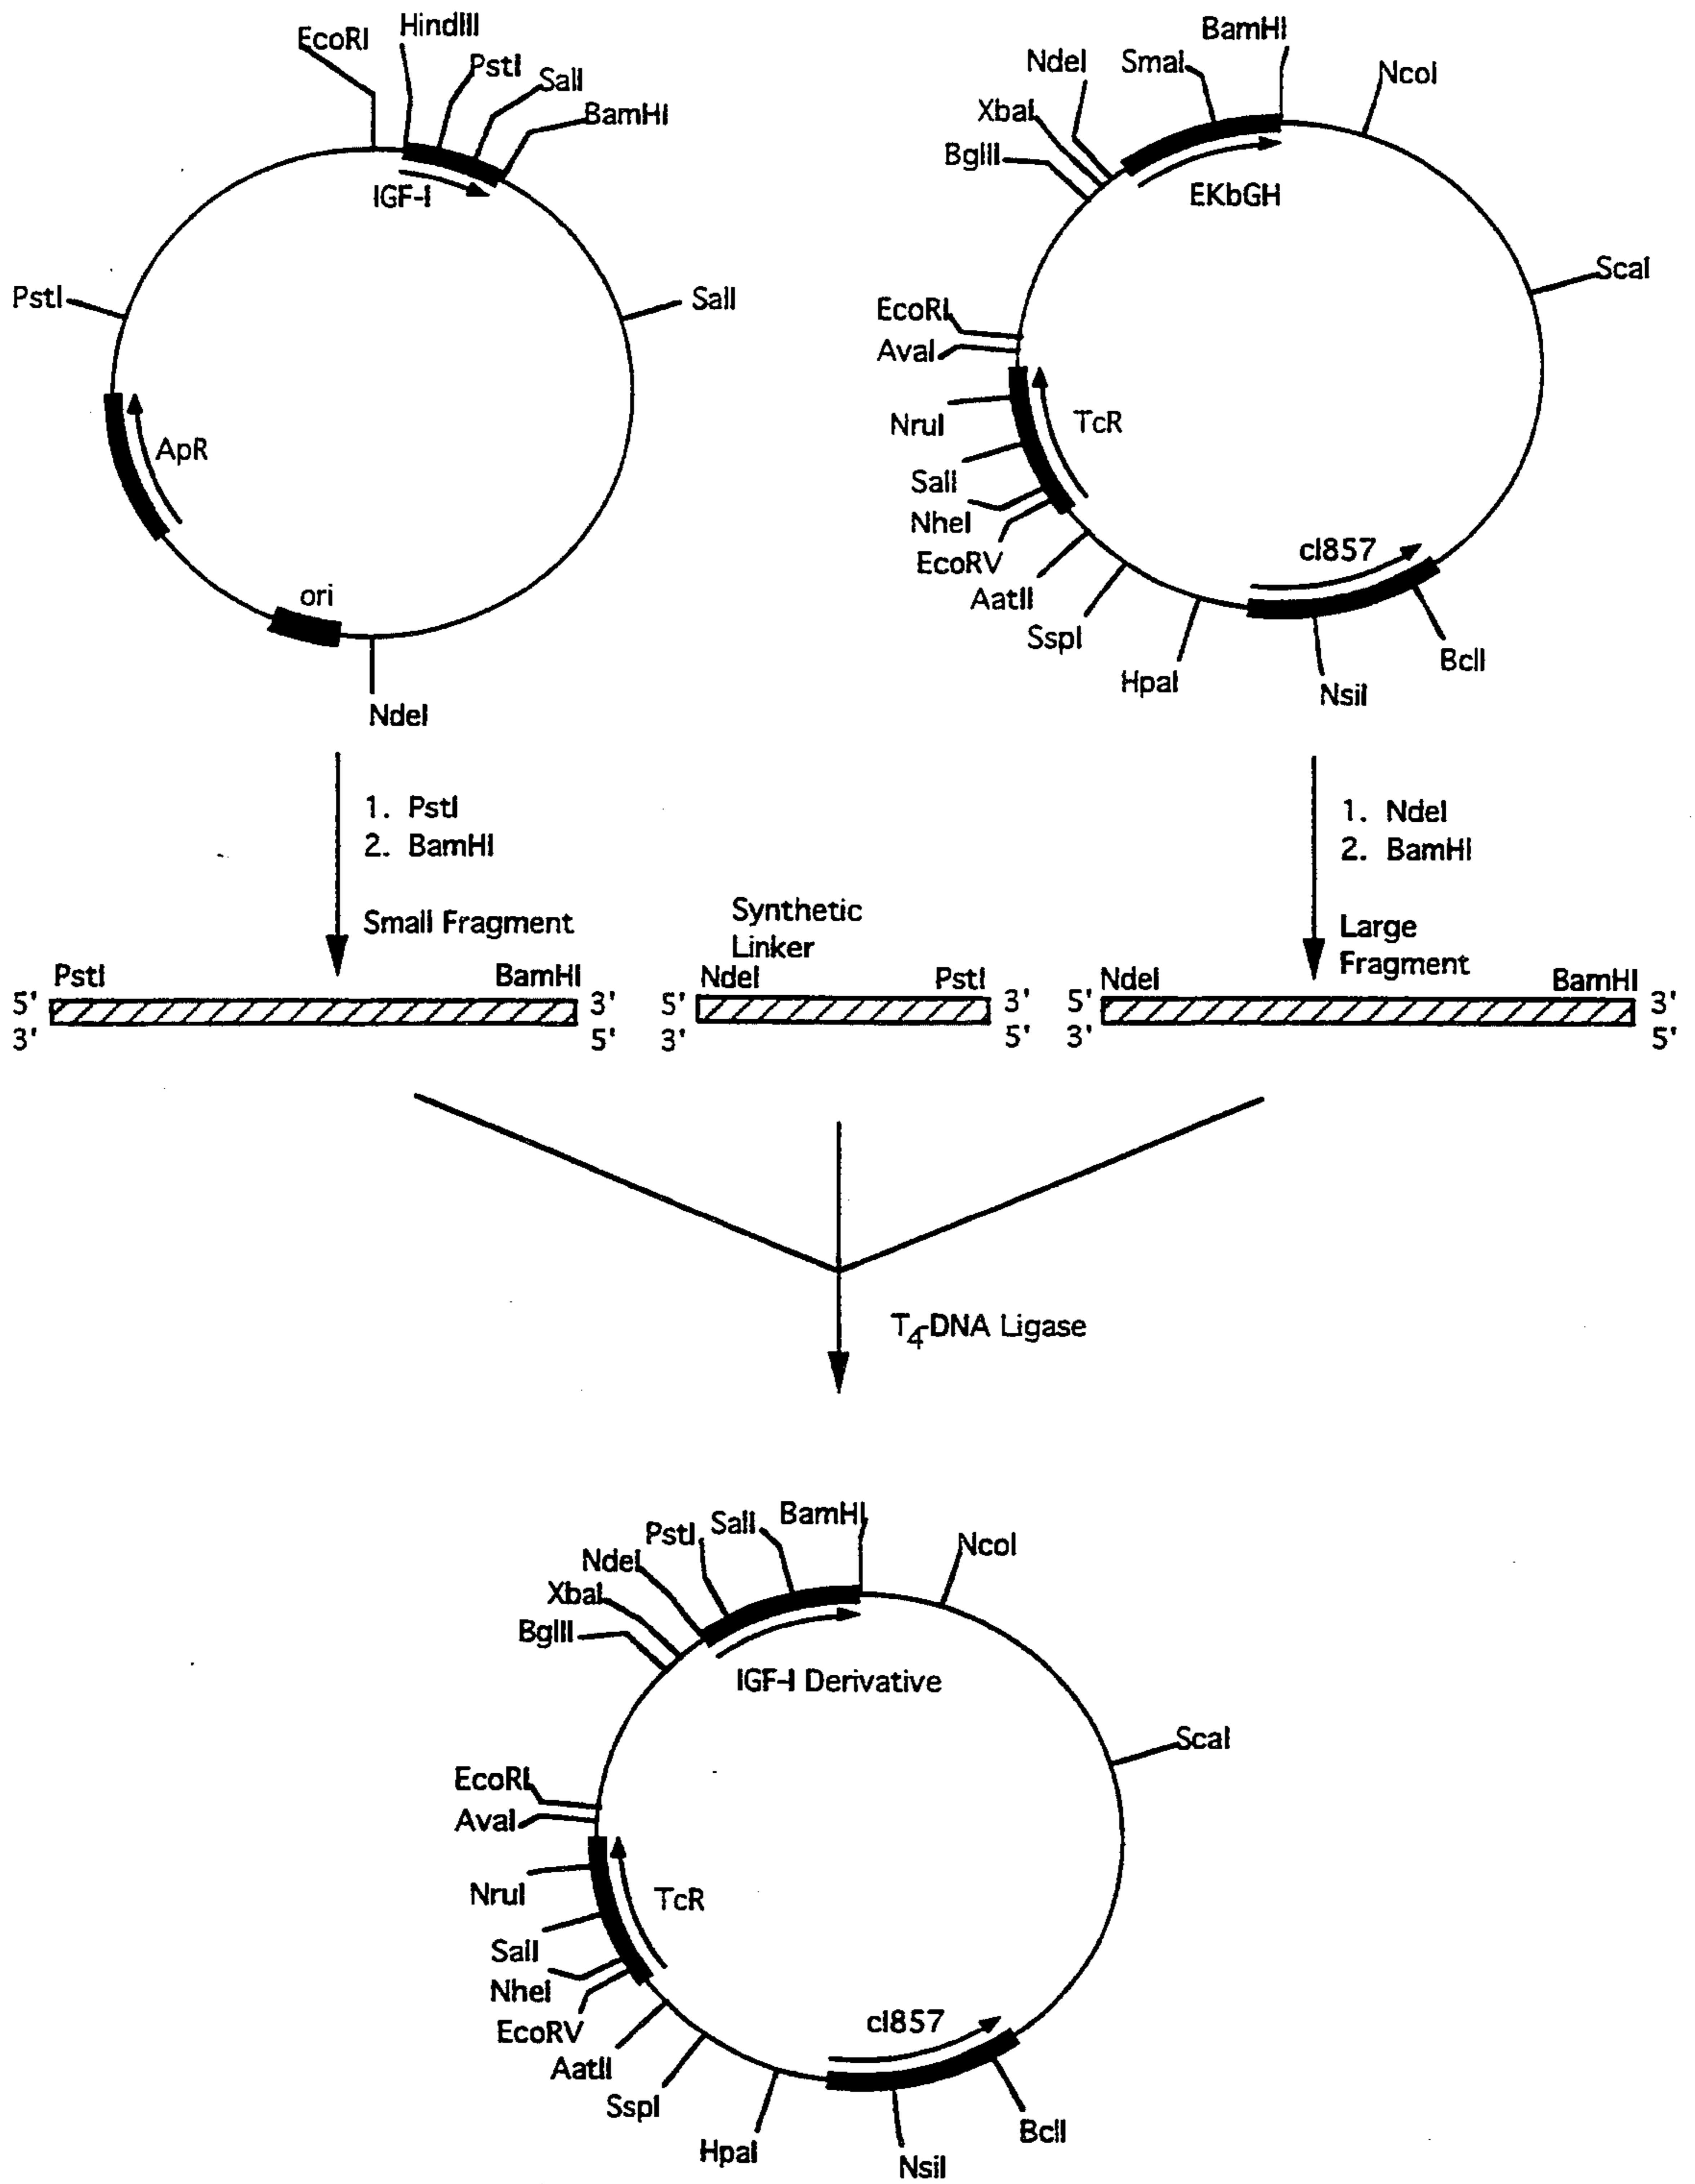 EcoRI
HindIII
PstI
SalI
BamHI
IGF-I
PstI
SalI
ApR
ori
NdeI
BamHI
SmaI
NdeI
NcoI
XbaI
BglII
EKbGH
ScaI
EcoRI
AvaI
NruI
TcR
SalI
NheI
EcoRV
AatII
SspI
HpaI
cI857
NsiI
BclI
1. PstI
2. BamHI
Small Fragment
1. NdeI
2. BamHI
Large
Fragment
Synthetic
Linker
PstI BamHI
5' 3'
3' 5'
NdeI PstI
5' 3'
3' 5'
NdeI BamHI
5' 3'
3' 5'
T4-DNA Ligase
BamHI
SalI
PstI
NdeI
XbaI
BglII
NcoI
IGF-I Derivative
ScaI
EcoRI
AvaI
NruI
TcR
SalI
NheI
EcoRV
AatII
SspI
HpaI
cI857
NsiI
BclI